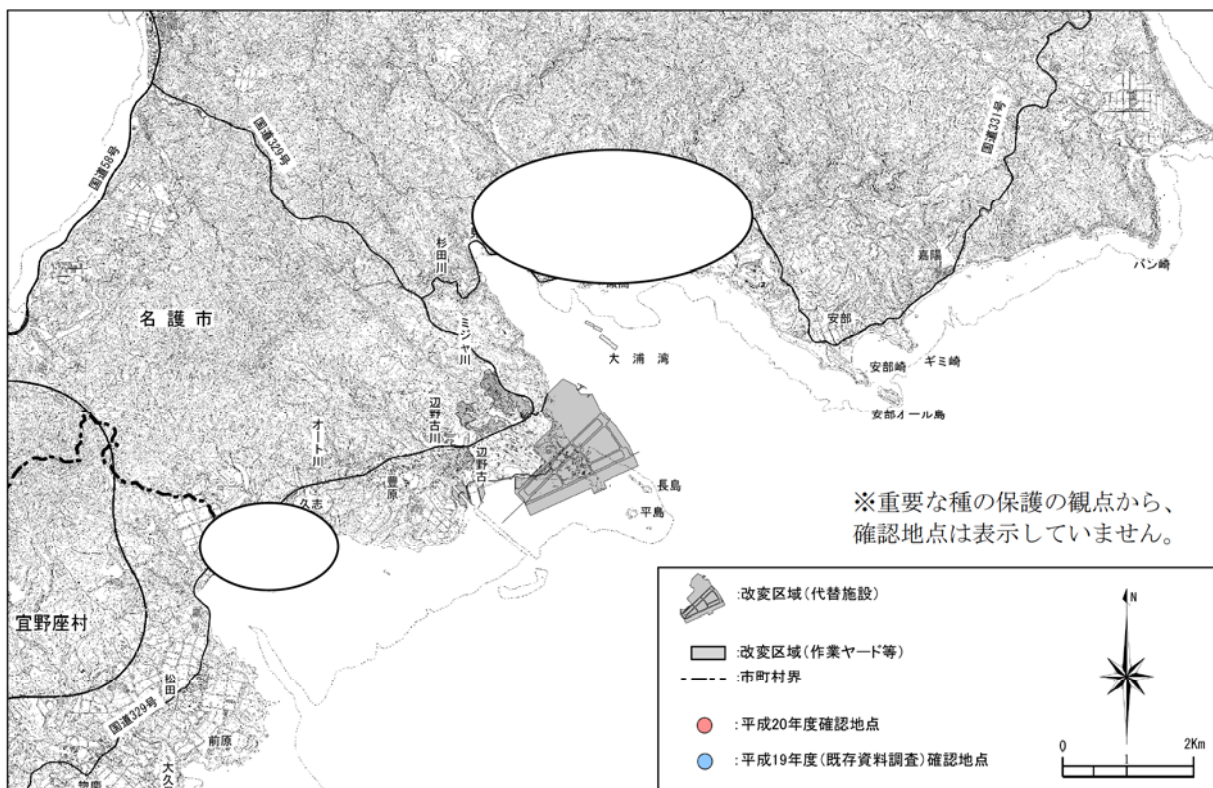 国道58号
国道329号
国道331号
杉田川
嘉陽
バン崎
名護市
ミジャ川
安部
大浦湾
安部崎
ギミ崎
安部オール島
辺野古川
オート川
辺野古
豊原
長島
久志
平島
※重要な種の保護の観点から、
確認地点は表示していません。
宜野座村
松田
国道329号
前原
:改変区域(代替施設)
:改変区域(作業ヤード等)
:市町村界
:平成20年度確認地点
:平成19年度(既存資料調査)確認地点
N
0
1
2Km